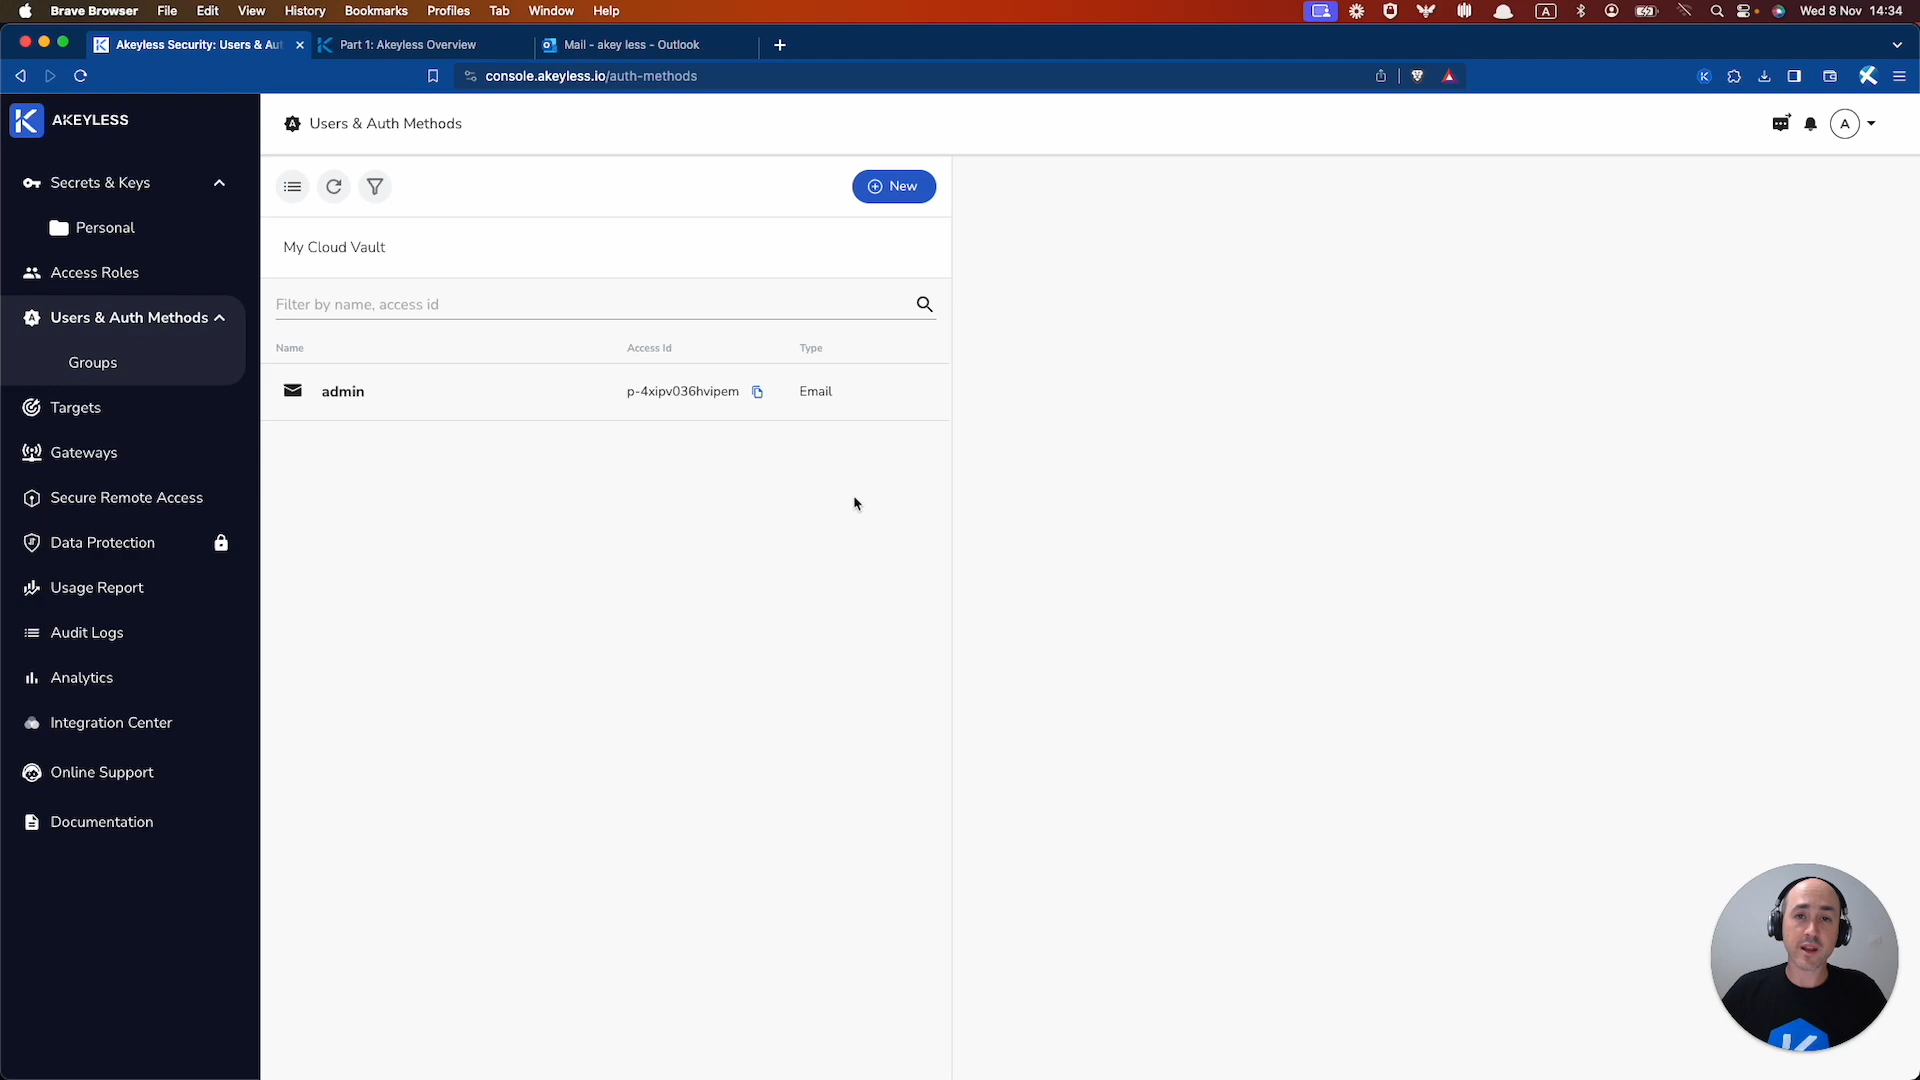 Brave Browser File Edit View History Bookmarks Profiles Tab Window Help
A
Wed 8 Nov 14:34
Akeyless Security: Users & Aut
Part 1: Akeyless Overview
Mail - akey less - Outlook
console.akeyless.io/auth-methods
AKEYLESS
Secrets & Keys
Personal
Access Roles
Users & Auth Methods
Groups
Targets
Gateways
Secure Remote Access
Data Protection
Usage Report
Audit Logs
Analytics
Integration Center
Online Support
Documentation
Users & Auth Methods
A
New
My Cloud Vault
Filter by name, access id
Name Access Id Type
admin p-4xipv036hvipem Email